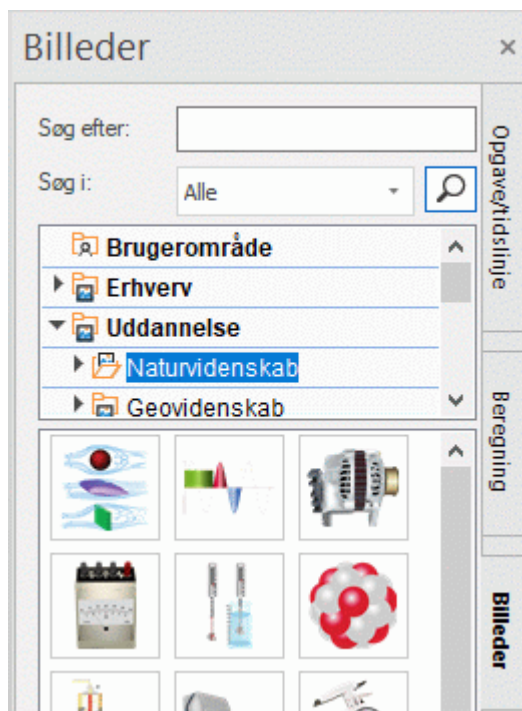 Billeder
Søg efter:
Søg i:
Alle
Brugerområde
Erhverv
Uddannelse
Naturvidenskab
Geovidenskab
Opgave/tidslinje
Beregning
Billeder